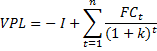 VPL = − I + ∑_{t=1}^{n} FC_t / (1 + k)^t